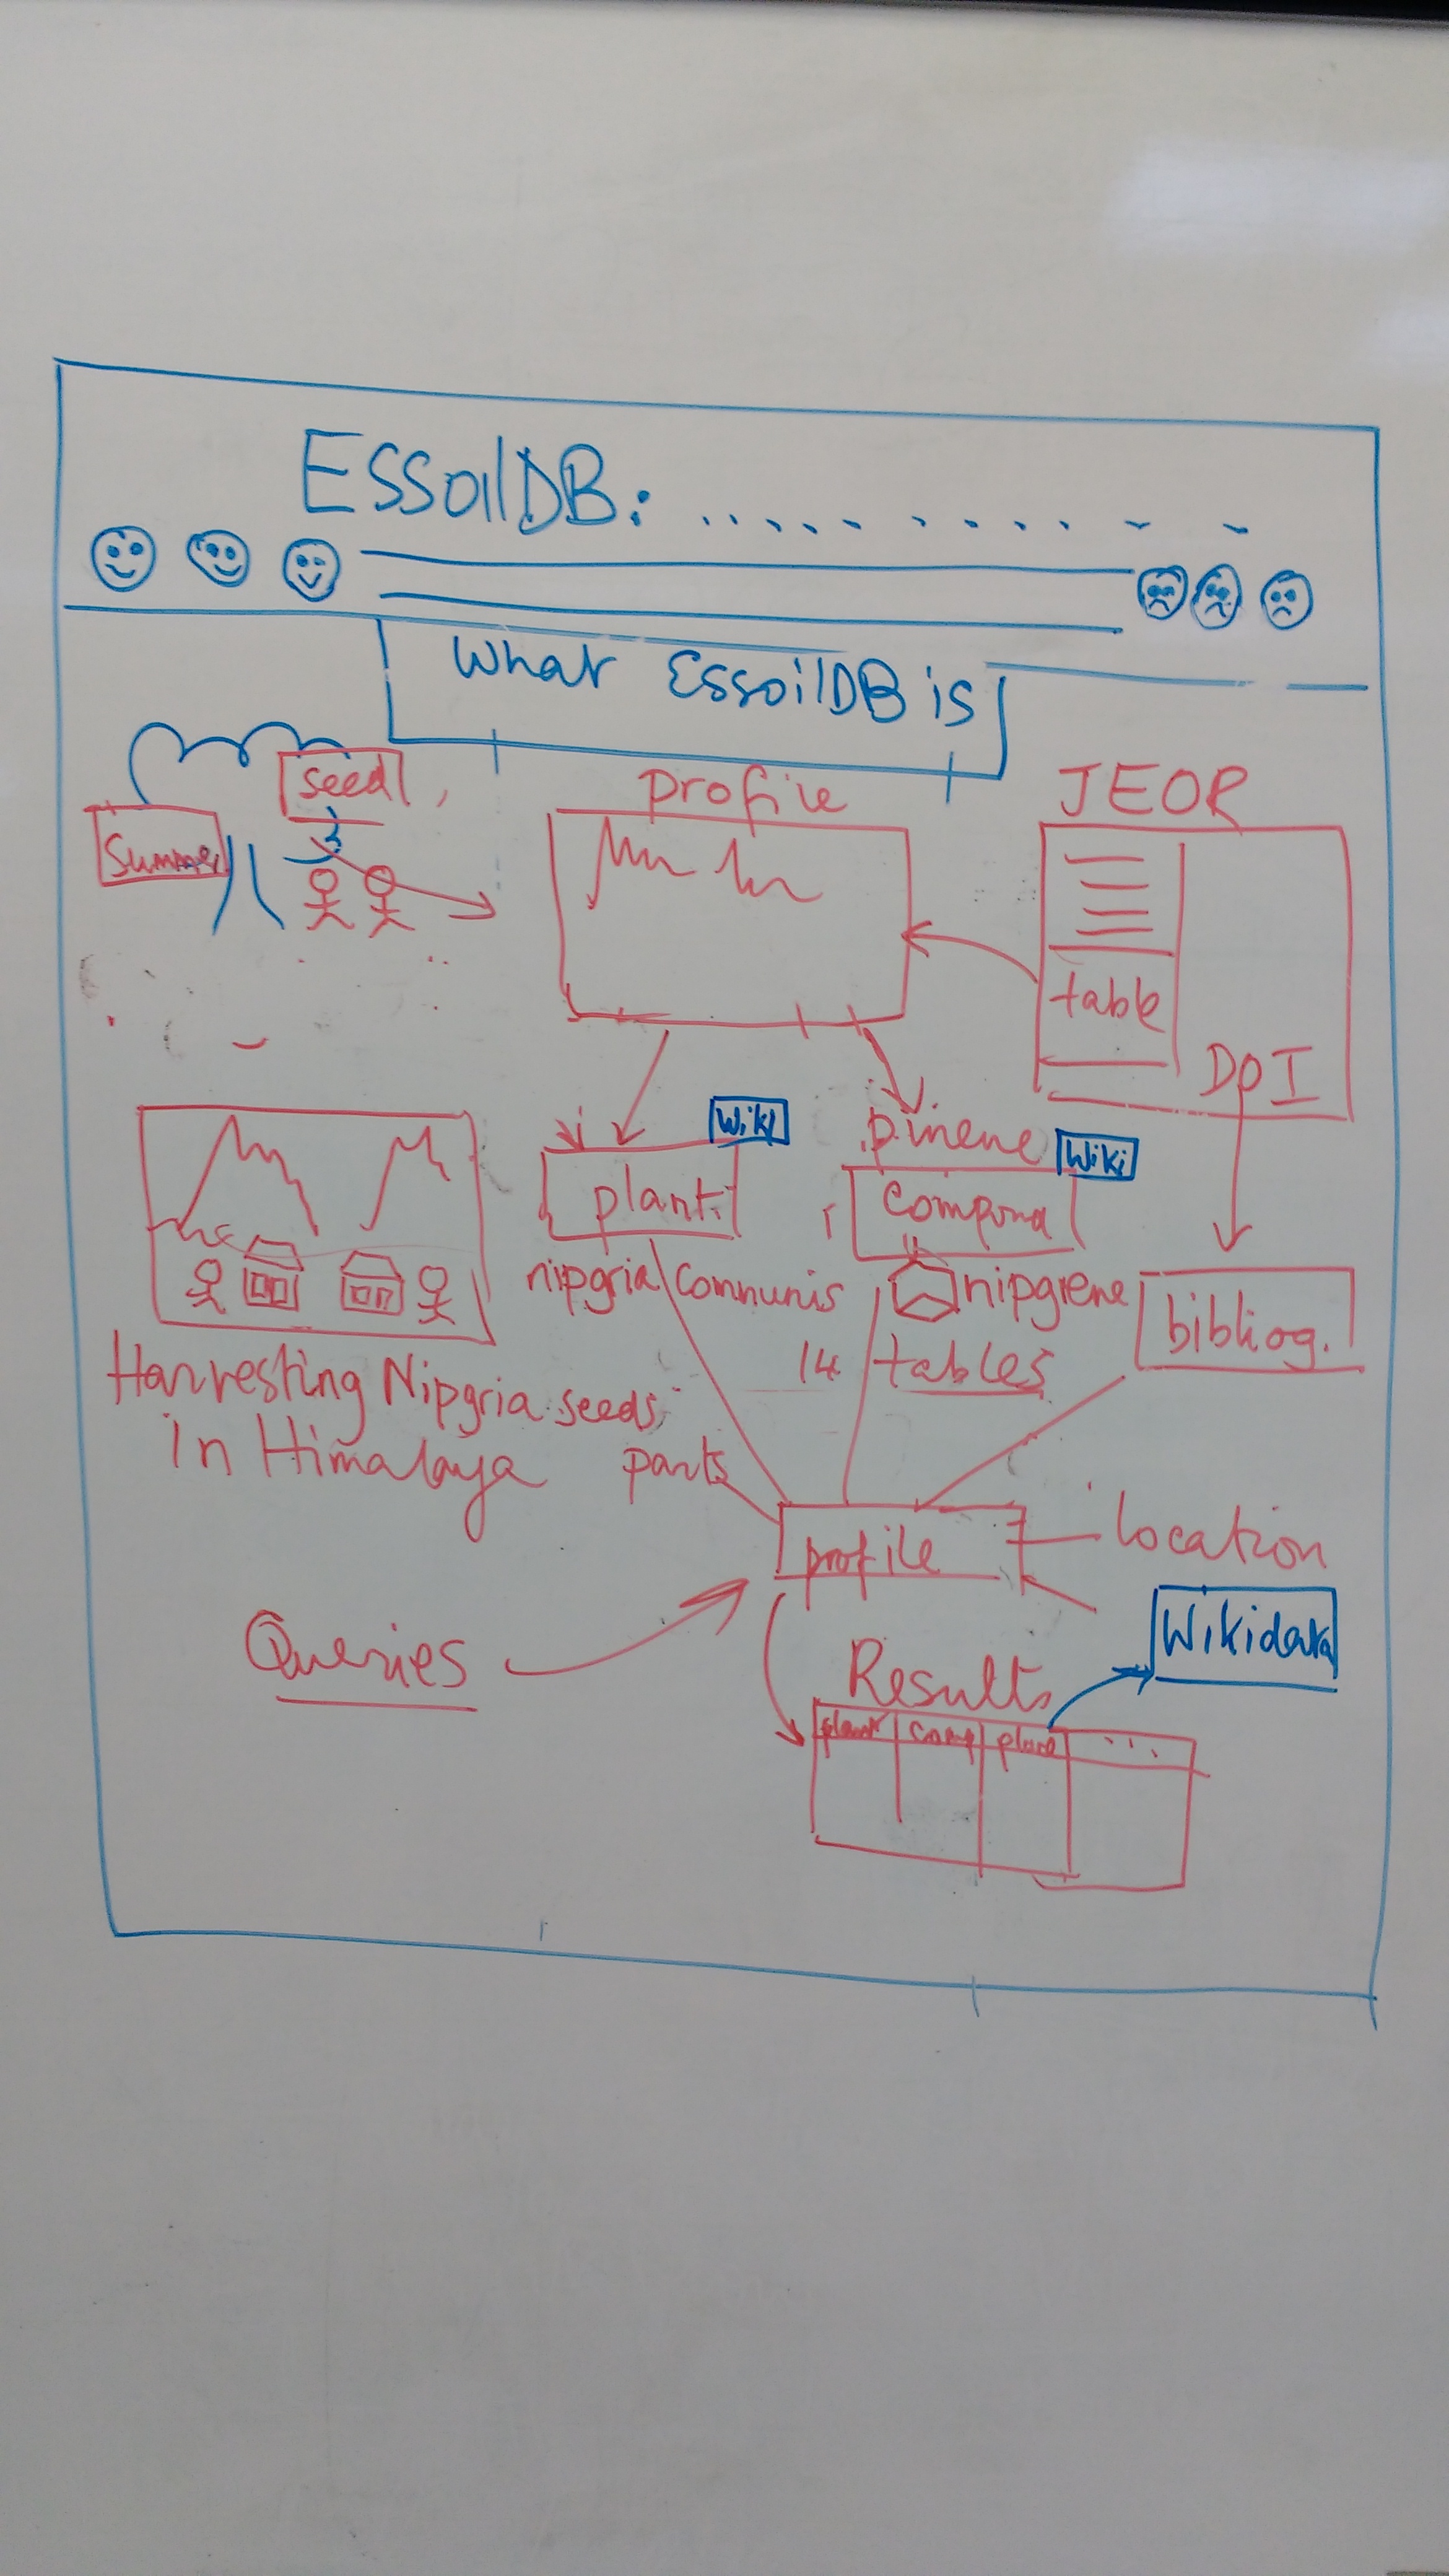 EssoilDB: ...........
What EssoilDB is
seed,
Summer
profile
JEOR
table
DOI
Wiki
pinene
Wiki
plant
compound
nipgria communis
nipgrene
bibliog.
14 tables
Harvesting Nipgria seeds
in Himalaya
parts
profile
location
Queries
Wikidata
Results
plant comp place ...